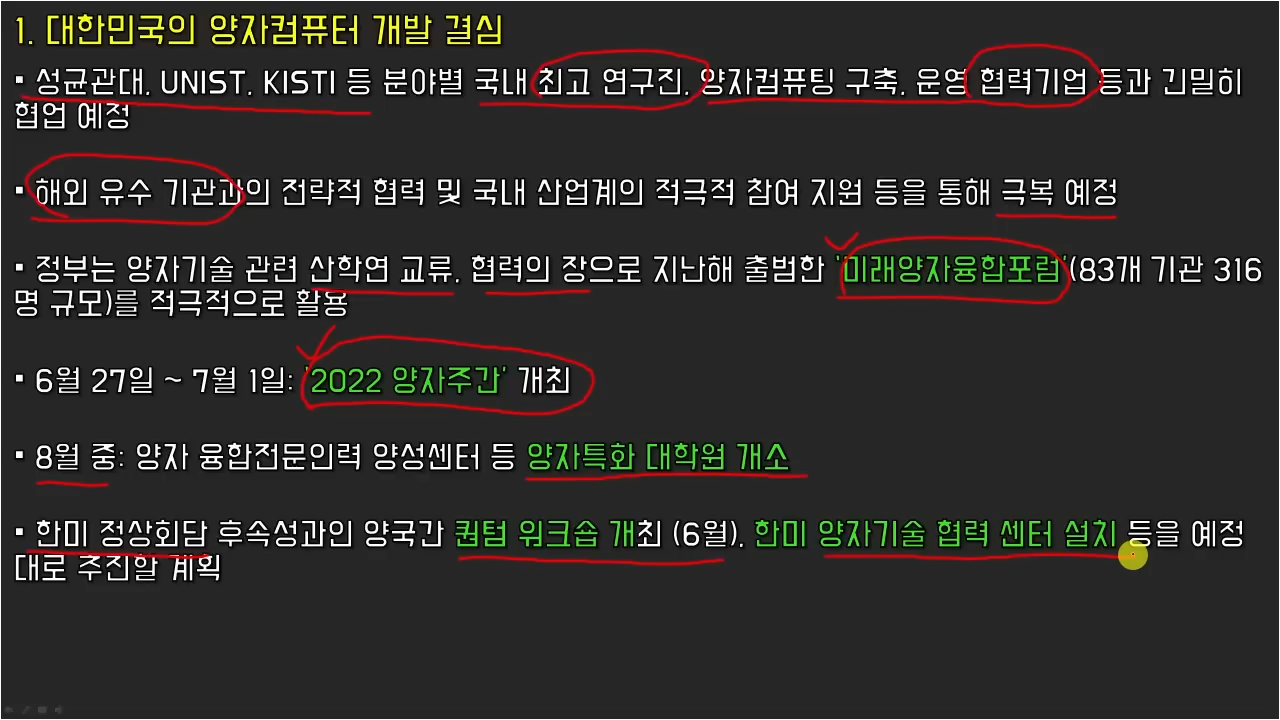 1. 대한민국의 양자컴퓨터 개발 결심
▪ 성균관대, UNIST, KISTI 등 분야별 국내 최고 연구진, 양자컴퓨팅 구축, 운영 협력기업 등과 긴밀히
협업 예정
▪ 해외 유수 기관과의 전략적 협력 및 국내 산업계의 적극적 참여 지원 등을 통해 극복 예정
▪ 정부는 양자기술 관련 산학연 교류, 협력의 장으로 지난해 출범한 '미래양자융합포럼'(83개 기관 316
명 규모)를 적극적으로 활용
▪ 6월 27일 ~ 7월 1일: '2022 양자주간' 개최
▪ 8월 중: 양자 융합전문인력 양성센터 등 양자특화 대학원 개소
▪ 한미 정상회담 후속성과인 양국간 퀀텀 워크숍 개최 (6월), 한미 양자기술 협력 센터 설치 등을 예정
대로 추진할 계획